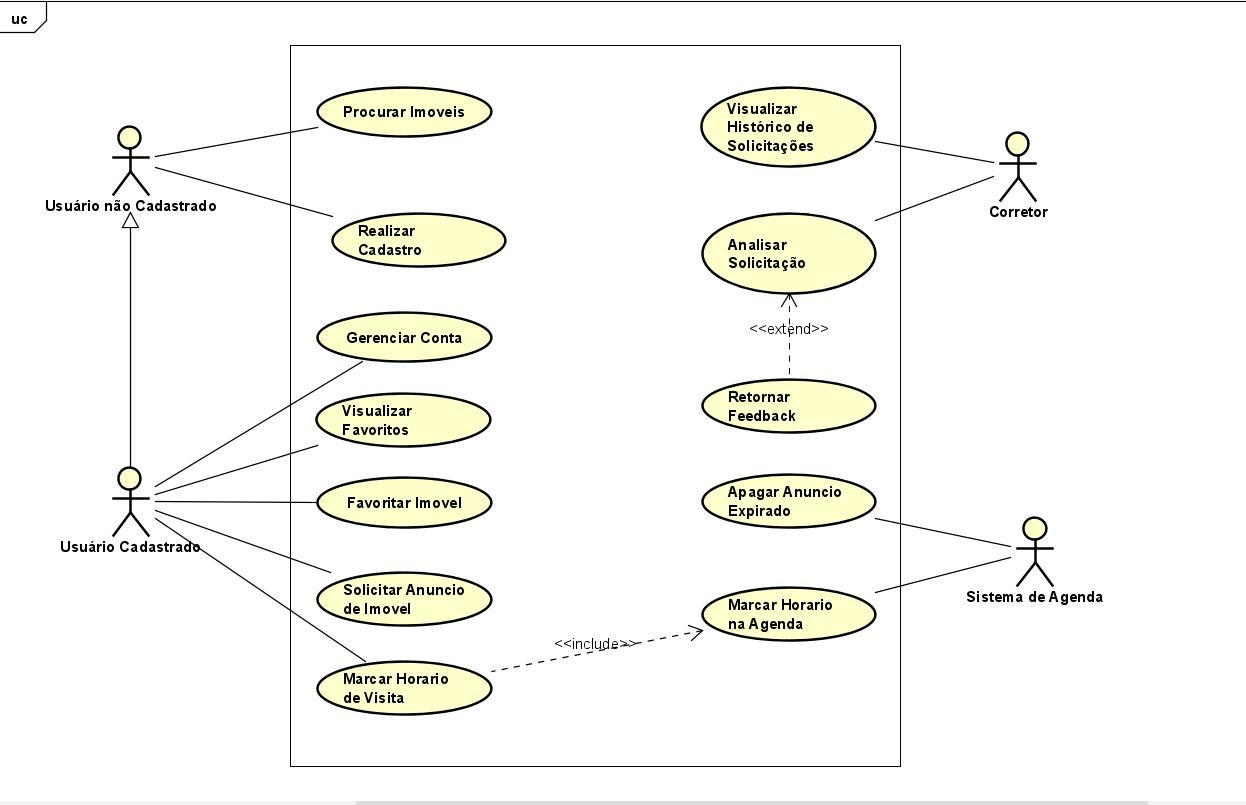 uc
Procurar Imoveis
Visualizar
Histórico de
Solicitações
Usuário não Cadastrado
Corretor
Realizar
Cadastro
Analisar
Solicitação
Gerenciar Conta
<<extend>>
Visualizar
Favoritos
Retornar
Feedback
Favoritar Imovel
Apagar Anuncio
Expirado
Usuário Cadastrado
Solicitar Anuncio
de Imovel
Marcar Horario
na Agenda
Sistema de Agenda
<<include>>
Marcar Horario
de Visita